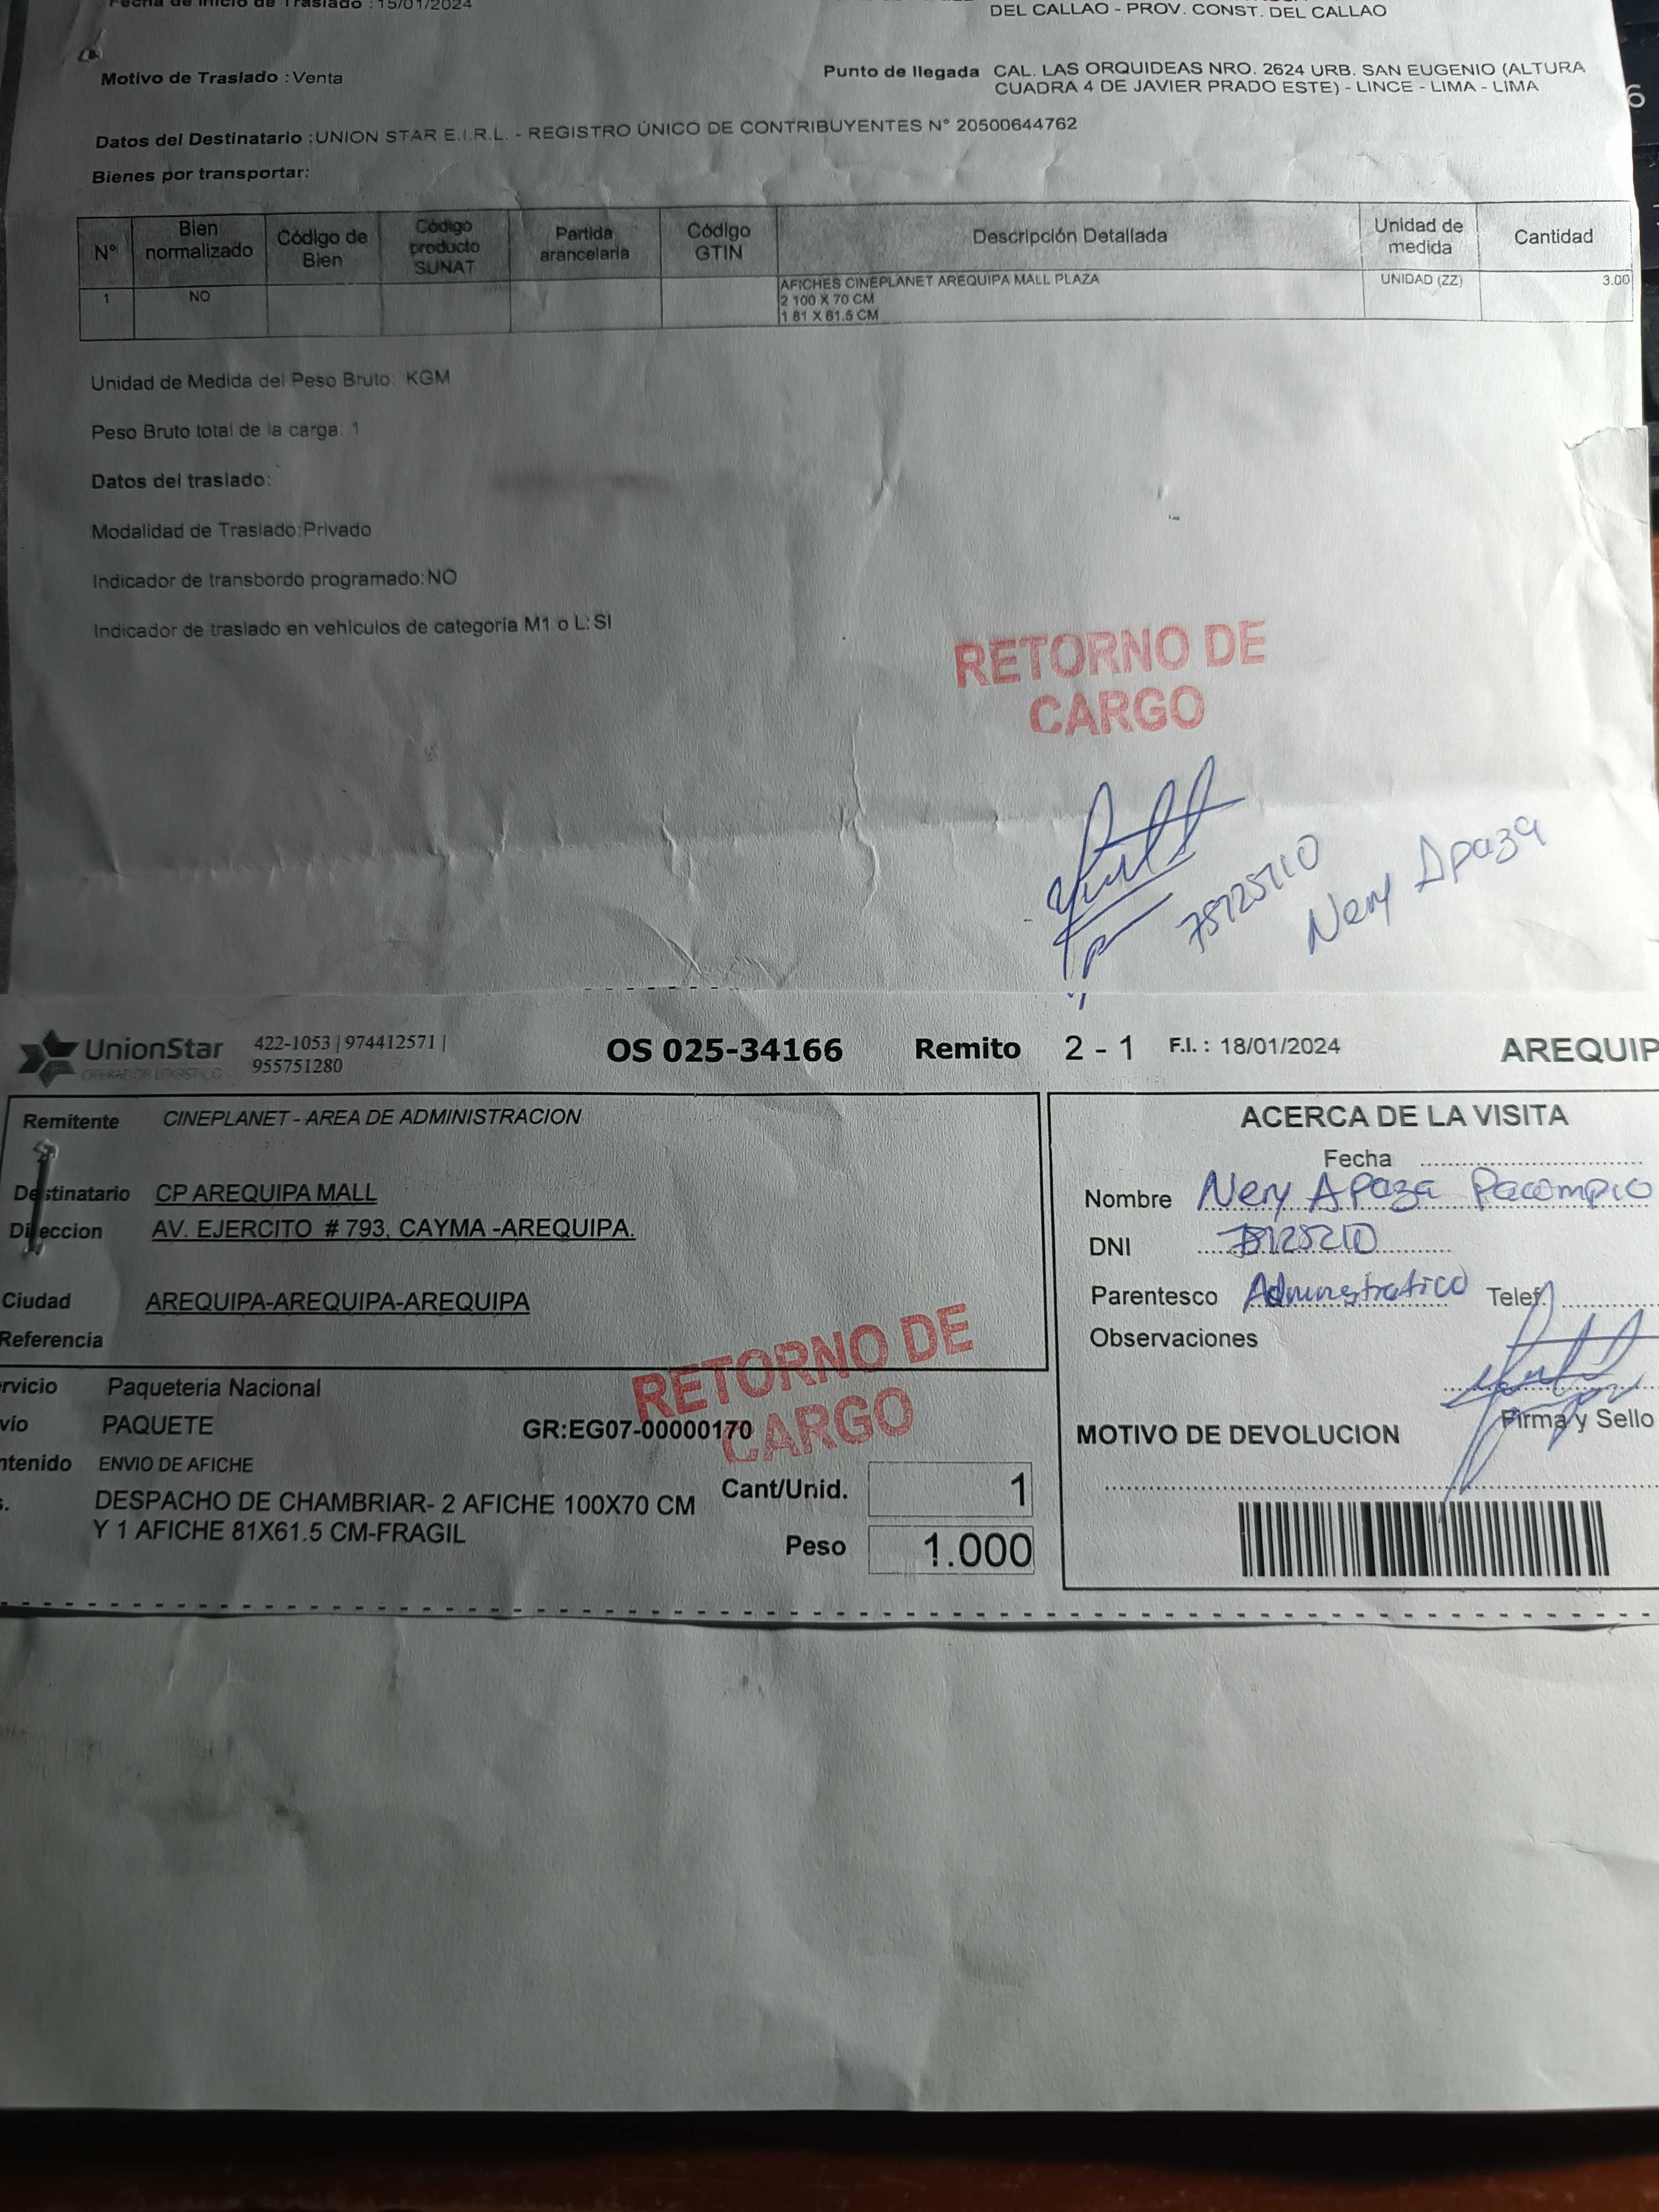 Fecha de Inicio de Traslado : 15/01/2024
DEL CALLAO - PROV. CONST. DEL CALLAO
Motivo de Traslado : Venta
Punto de llegada CAL. LAS ORQUIDEAS NRO. 2624 URB. SAN EUGENIO (ALTURA
CUADRA 4 DE JAVIER PRADO ESTE) - LINCE - LIMA - LIMA
Datos del Destinatario : UNION STAR E.I.R.L. - REGISTRO ÚNICO DE CONTRIBUYENTES N° 20500644762
Bienes por transportar:
N° Bien normalizado Código de Bien Código producto SUNAT Partida arancelaria Código GTIN Descripción Detallada Unidad de medida Cantidad
1 NO AFICHES CINEPLANET AREQUIPA MALL PLAZA UNIDAD (ZZ) 3.00
2 100 X 70 CM
1 81 X 61.5 CM
Unidad de Medida del Peso Bruto: KGM
Peso Bruto total de la carga: 1
Datos del traslado:
Modalidad de Traslado: Privado
Indicador de transbordo programado: NO
Indicador de traslado en vehículos de categoría M1 o L: SI
RETORNO DE
CARGO
Nery Apaza
UnionStar
OPERADOR LOGISTICO
422-1053 | 974412571 |
955751280
OS 025-34166 Remito 2 - 1 F.I. : 18/01/2024 AREQUIP
Remitente CINEPLANET - AREA DE ADMINISTRACION
Destinatario CP AREQUIPA MALL
Direccion AV. EJERCITO # 793, CAYMA -AREQUIPA.
Ciudad AREQUIPA-AREQUIPA-AREQUIPA
Referencia
rvicio Paqueteria Nacional
vío PAQUETE
GR:EG07-00000170
ntenido ENVIO DE AFICHE
s. DESPACHO DE CHAMBRIAR- 2 AFICHE 100X70 CM
Y 1 AFICHE 81X61.5 CM-FRAGIL
Cant/Unid. 1
Peso 1.000
RETORNO DE
CARGO
ACERCA DE LA VISITA
Fecha
Nombre Nery Apaza Pacompio
DNI
Parentesco Administratico Telef.
Observaciones
Firma y Sello
MOTIVO DE DEVOLUCION